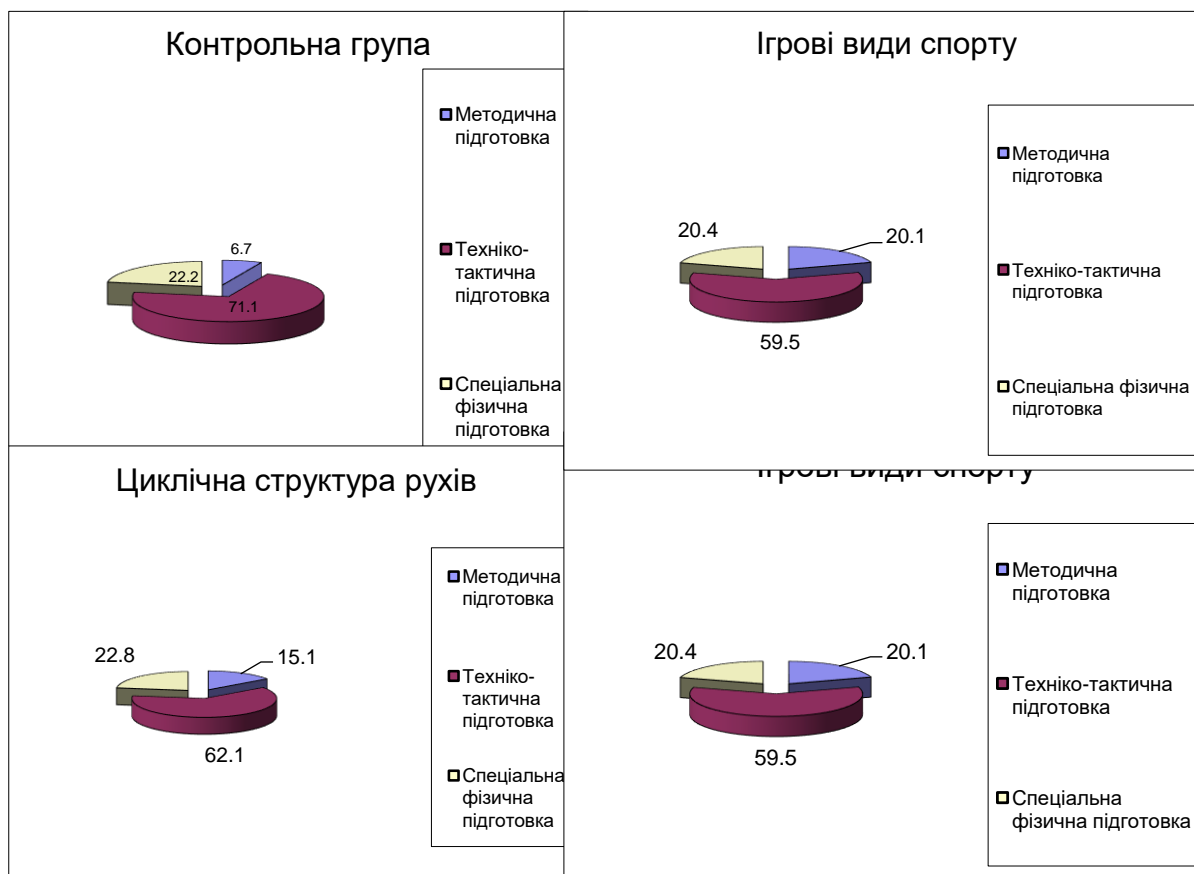 Контрольна група
Методична
підготовка
Техніко-
тактична
підготовка
Спеціальна
фізична
підготовка
6.7
22.2
71.1
Ігрові види спорту
Методична
підготовка
Техніко-тактична
підготовка
Спеціальна фізична
підготовка
20.4
20.1
59.5
Циклічна структура рухів
Методична
підготовка
Техніко-
тактична
підготовка
Спеціальна
фізична
підготовка
22.8
15.1
62.1
Ігрові види спорту
Методична
підготовка
Техніко-тактична
підготовка
Спеціальна
фізична підготовка
20.4
20.1
59.5